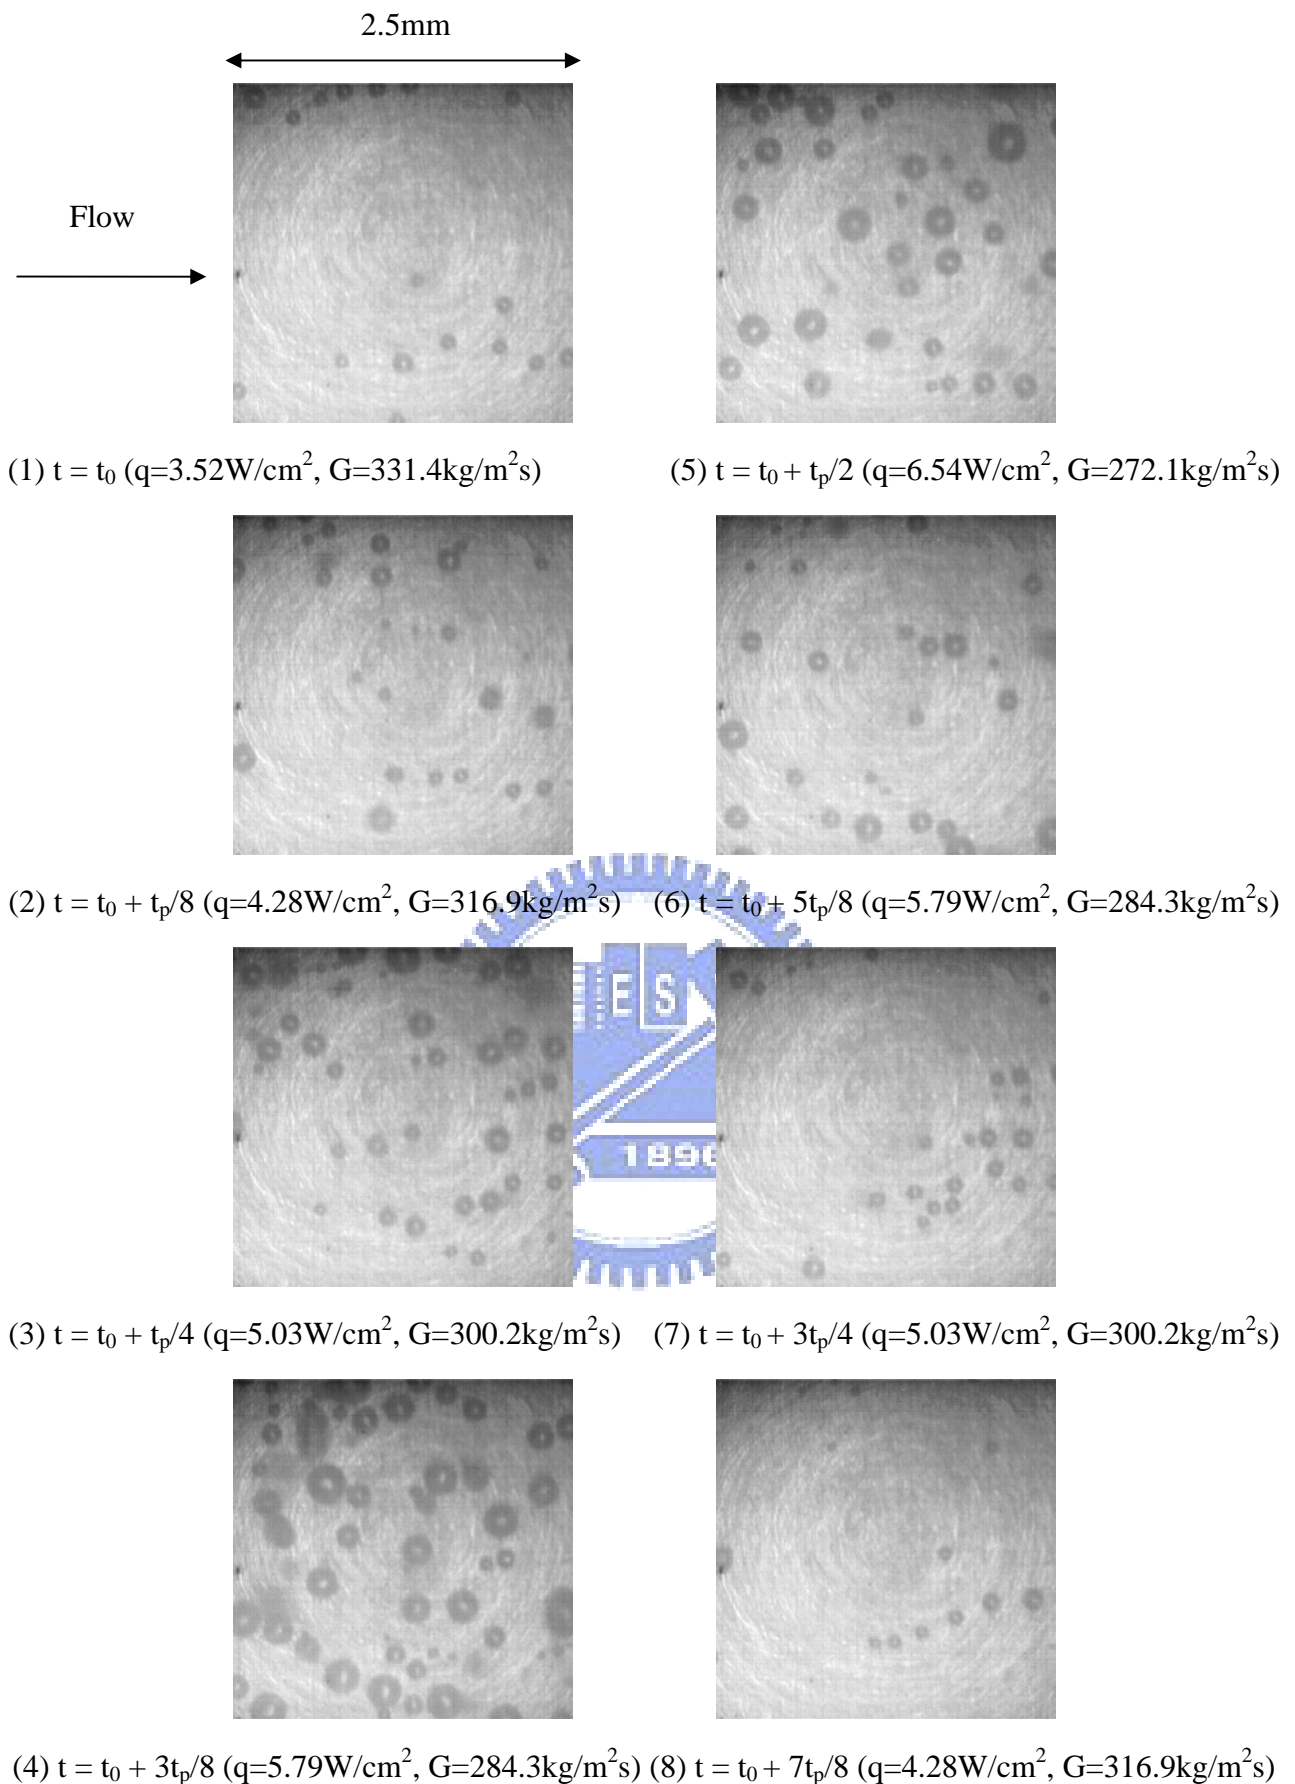 2.5mm
Flow
(1) t = t₀ (q=3.52W/cm², G=331.4kg/m²s)
(5) t = t₀ + tₚ/2 (q=6.54W/cm², G=272.1kg/m²s)
(2) t = t₀ + tₚ/8 (q=4.28W/cm², G=316.9kg/m²s)
(6) t = t₀ + 5tₚ/8 (q=5.79W/cm², G=284.3kg/m²s)
E S
1896
(3) t = t₀ + tₚ/4 (q=5.03W/cm², G=300.2kg/m²s)
(7) t = t₀ + 3tₚ/4 (q=5.03W/cm², G=300.2kg/m²s)
(4) t = t₀ + 3tₚ/8 (q=5.79W/cm², G=284.3kg/m²s)
(8) t = t₀ + 7tₚ/8 (q=4.28W/cm², G=316.9kg/m²s)